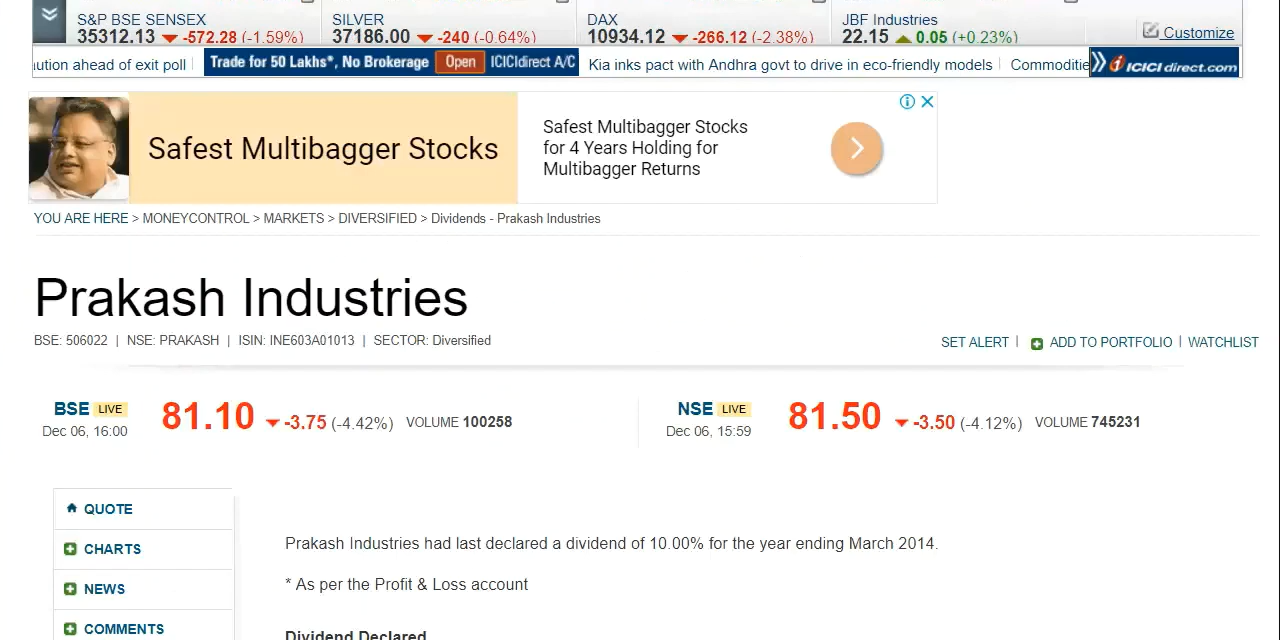 S&P BSE SENSEX
35312.13 -572.28 (-1.59%)
SILVER
37186.00 -240 (-0.64%)
DAX
10934.12 -266.12 (-2.38%)
JBF Industries
22.15 0.05 (+0.23%)
Customize
ution ahead of exit poll
Trade for 50 Lakhs*, No Brokerage Open ICICIdirect A/C
Kia inks pact with Andhra govt to drive in eco-friendly models
Commoditie
ICICI direct.com
Safest Multibagger Stocks
Safest Multibagger Stocks
for 4 Years Holding for
Multibagger Returns
YOU ARE HERE > MONEYCONTROL > MARKETS > DIVERSIFIED > Dividends - Prakash Industries
Prakash Industries
BSE: 506022 | NSE: PRAKASH | ISIN: INE603A01013 | SECTOR: Diversified
SET ALERT | ADD TO PORTFOLIO | WATCHLIST
BSE LIVE
Dec 06, 16:00
81.10 -3.75 (-4.42%) VOLUME 100258
NSE LIVE
Dec 06, 15:59
81.50 -3.50 (-4.12%) VOLUME 745231
QUOTE
CHARTS
NEWS
COMMENTS
Prakash Industries had last declared a dividend of 10.00% for the year ending March 2014.
* As per the Profit & Loss account
Dividend Declared